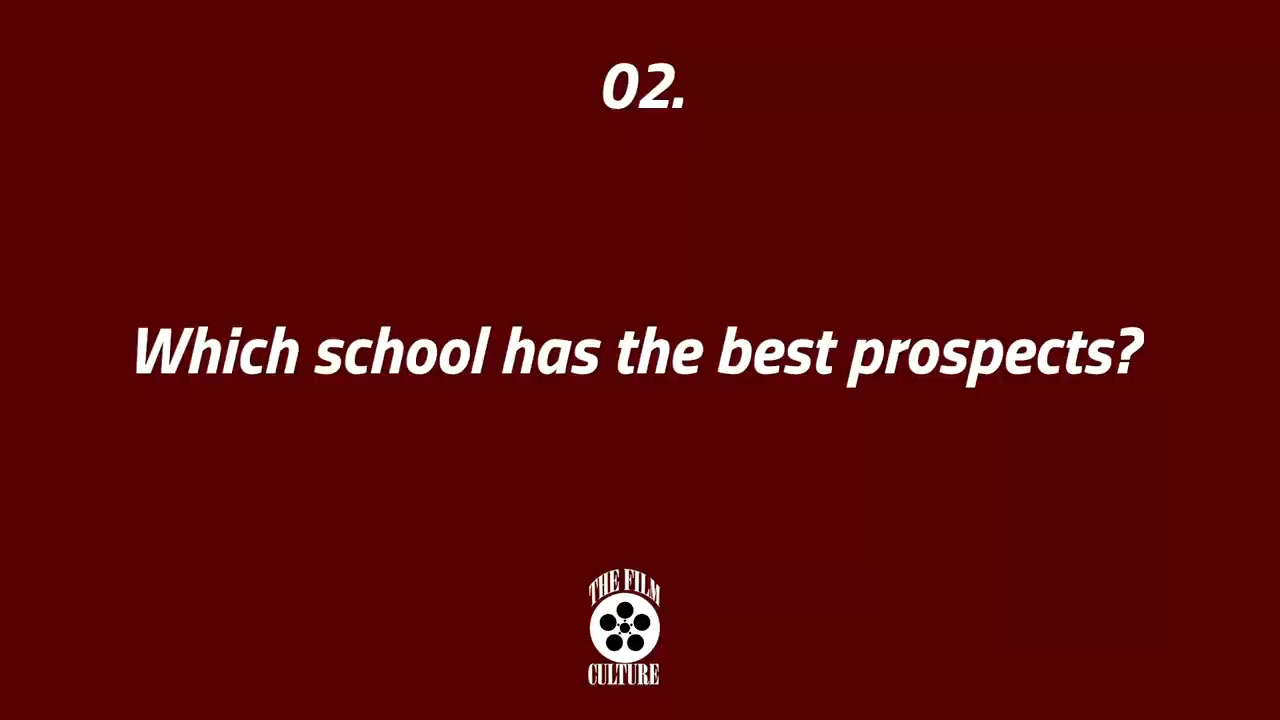 02.
Which school has the best prospects?
THE FILM
CULTURE